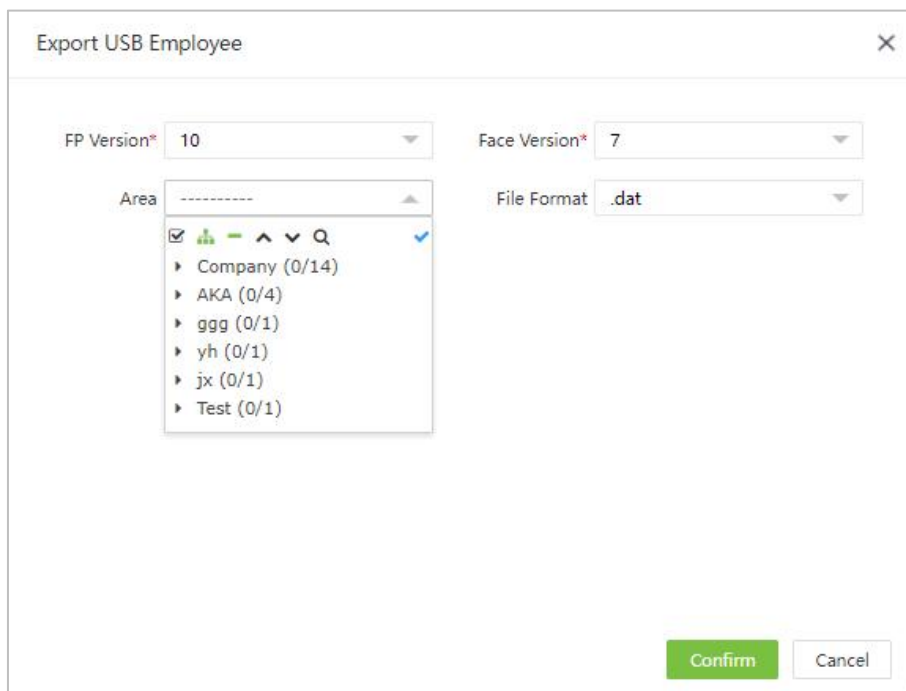 Export USB Employee
FP Version* 10 Face Version* 7
Area ---------- File Format .dat
Company (0/14)
AKA (0/4)
ggg (0/1)
yh (0/1)
jx (0/1)
Test (0/1)
Confirm Cancel